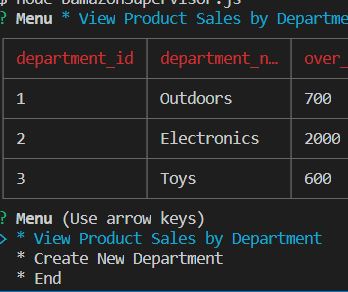 $ node BamazonSupervisor.js
? Menu * View Product Sales by Departme
department_id department_n… over_
1 Outdoors 700
2 Electronics 2000
3 Toys 600
? Menu (Use arrow keys)
> * View Product Sales by Department
* Create New Department
* End